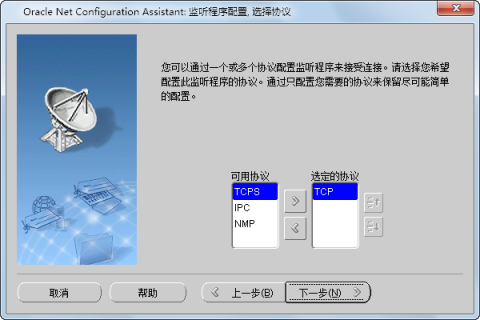 Oracle Net Configuration Assistant: 监听程序配置, 选择协议
您可以通过一个或多个协议配置监听程序来接受连接。请选择您希望
配置此监听程序的协议。通过只配置您需要的协议来保留尽可能简单
的配置。
可用协议 选定的协议
TCPS TCP
IPC
NMP
取消 帮助 上一步(B) 下一步(N)